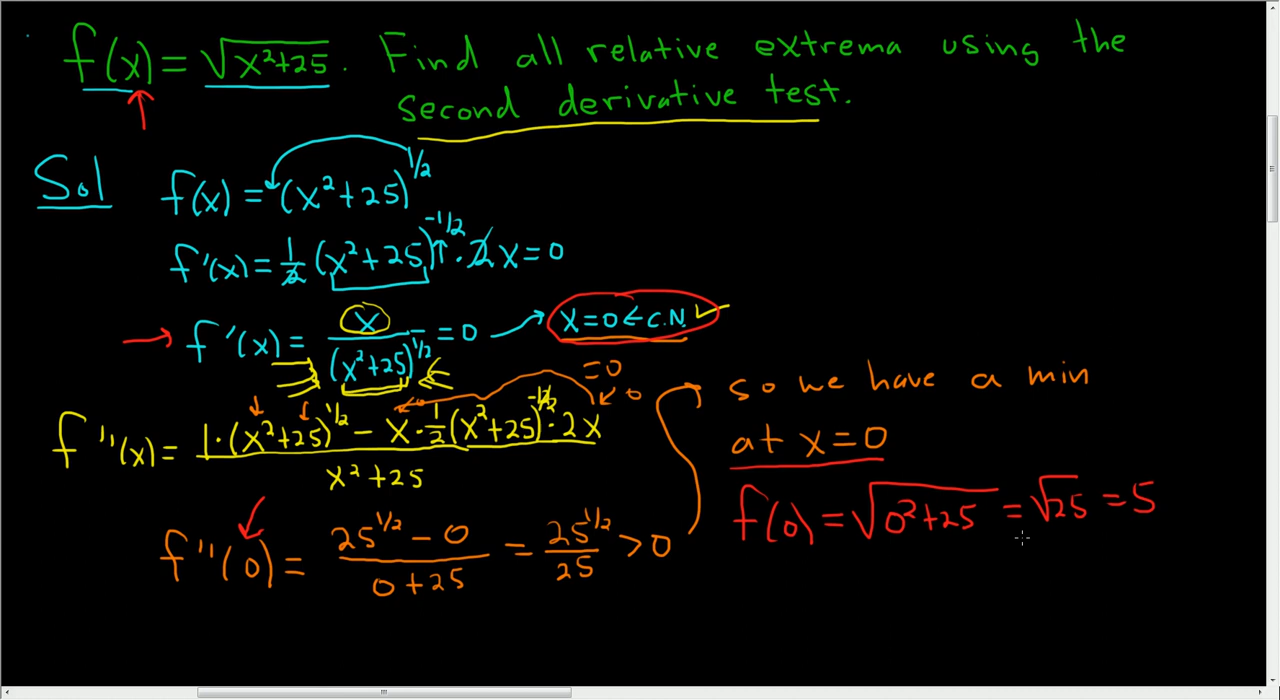 f(x) = √(x²+25). Find all relative extrema using the
second derivative test.
Sol
f(x) = (x²+25)^1/2
f'(x) = 1/2 (x²+25)^-1/2 · 2x = 0
f'(x) = x/(x²+25)^1/2 = 0 → x=0 < C.N. ✓
=0
0 0
f''(x) = (1·(x²+25)^1/2 − x·1/2(x²+25)^-1/2·2x)/(x²+25)
f''(0) = (25^1/2 − 0)/(0+25) = 25^1/2/25 > 0
so we have a min
at x=0
f(0) = √(0²+25) = √25 = 5